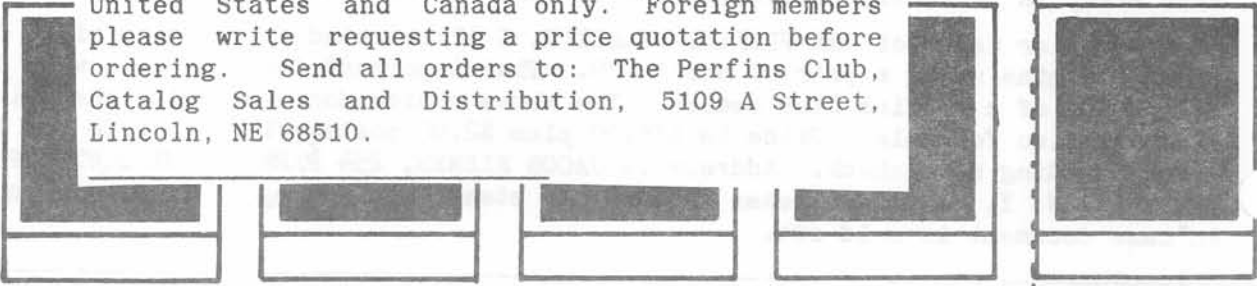 United States and Canada only. Foreign members
please write requesting a price quotation before
ordering. Send all orders to: The Perfins Club,
Catalog Sales and Distribution, 5109 A Street,
Lincoln, NE 68510.